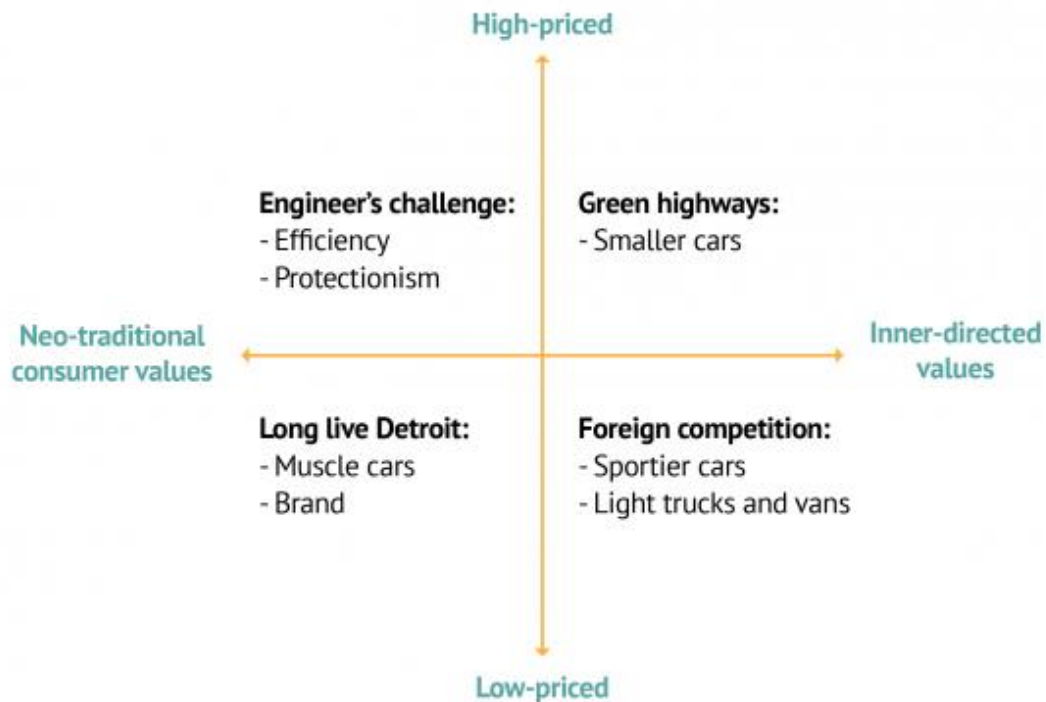 High-priced
Engineer's challenge:
- Efficiency
- Protectionism
Green highways:
- Smaller cars
Neo-traditional
consumer values
Inner-directed
values
Long live Detroit:
- Muscle cars
- Brand
Foreign competition:
- Sportier cars
- Light trucks and vans
Low-priced